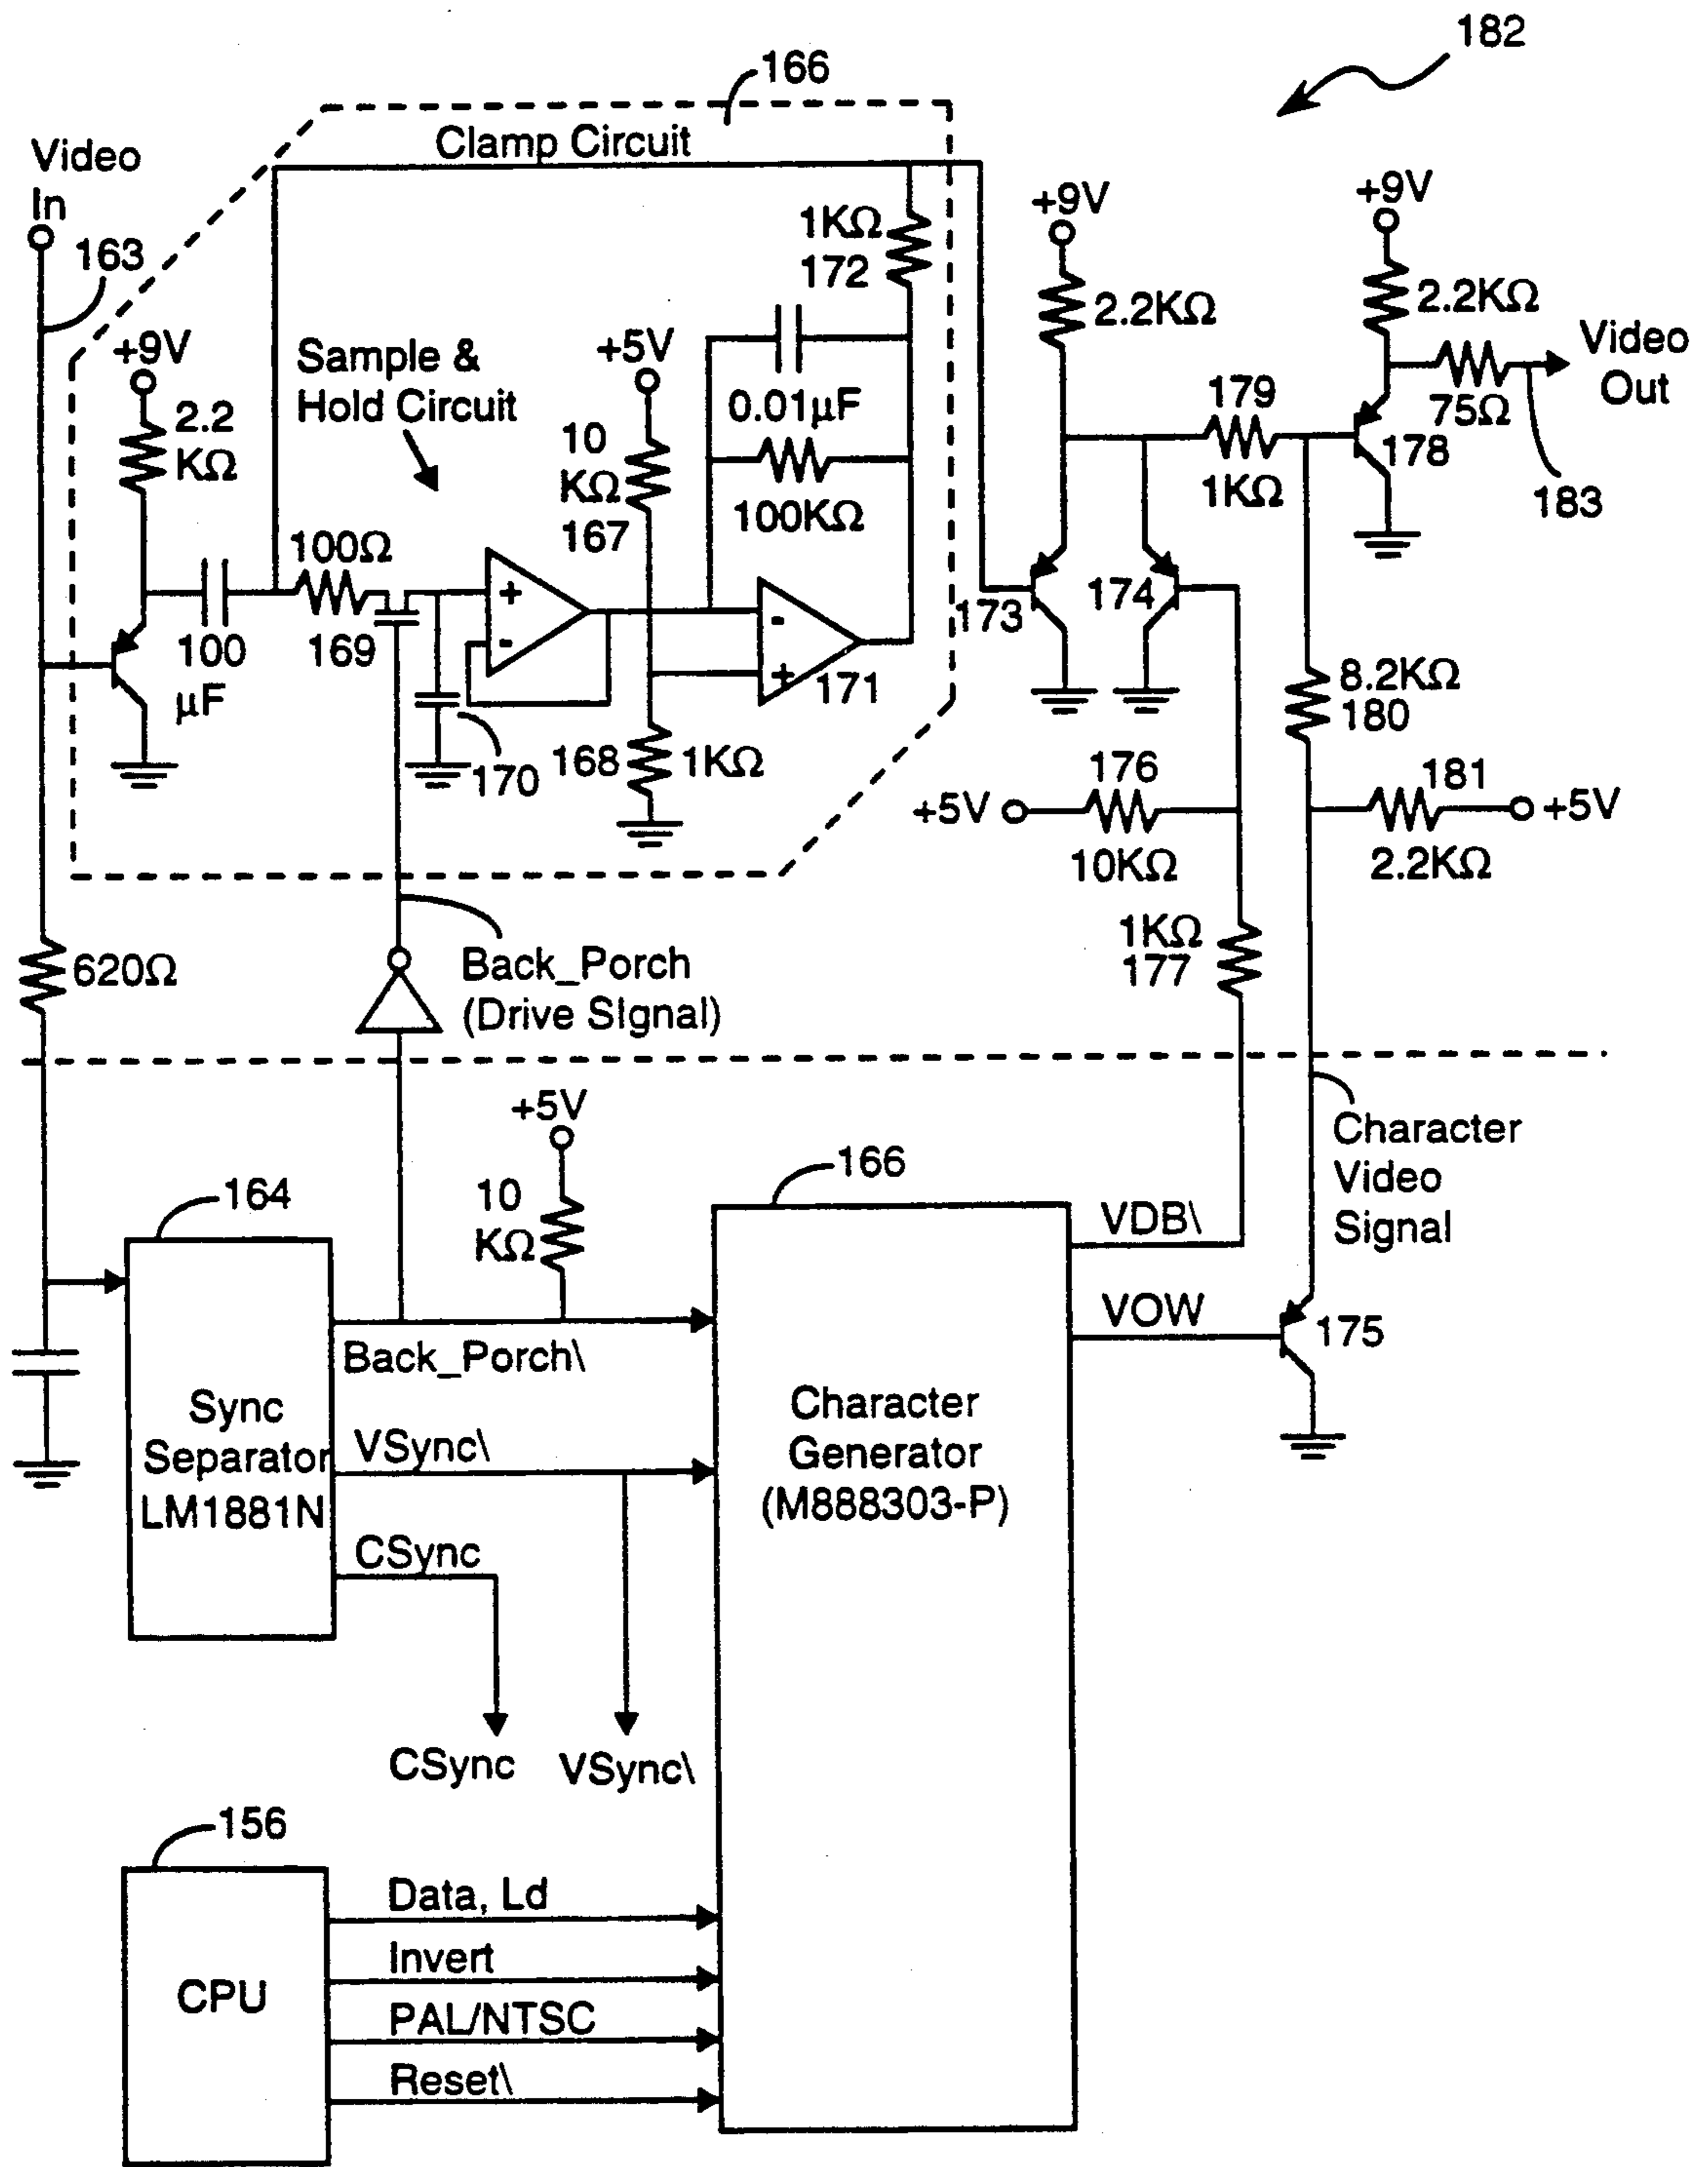 182
166
Clamp Circuit
Video
In
163
+9V
2.2
KΩ
Sample &
Hold Circuit
+5V
10
KΩ
167
1KΩ
172
0.01µF
100KΩ
+9V
2.2KΩ
+9V
2.2KΩ
Video
Out
75Ω
183
179
1KΩ
178
100Ω
169
100
µF
+
-
-
+
171
173
174
170
168
1KΩ
8.2KΩ
180
176
+5V
10KΩ
181
+5V
2.2KΩ
1KΩ
177
620Ω
Back_Porch
(Drive SIgnal)
+5V
10
KΩ
Character
Video
Signal
164
166
VDB\
VOW
175
Back_Porch\
Sync
Separator
LM1881N
VSync\
CSync
Character
Generator
(M888303-P)
CSync
VSync\
156
CPU
Data, Ld
Invert
PAL/NTSC
Reset\